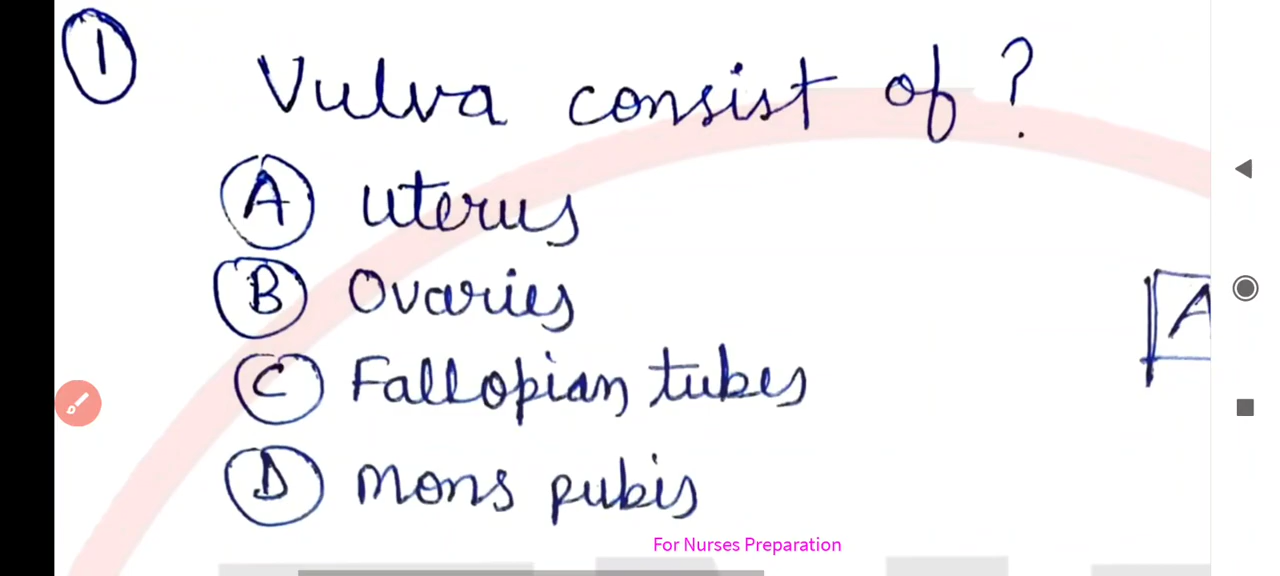 1 Vulva consist of ?
A uterus
B Ovaries
C Fallopian tubes
D Mons pubis
For Nurses Preparation